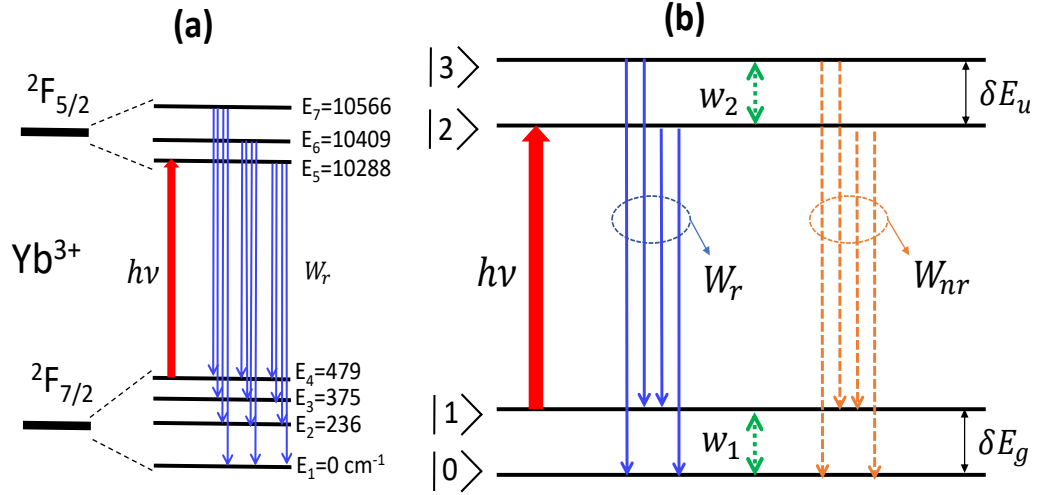 (a)
²F₅/₂
E₇=10566
E₆=10409
E₅=10288
Yb³⁺
hν
Wᵣ
²F₇/₂
E₄=479
E₃=375
E₂=236
E₁=0 cm⁻¹
(b)
|3⟩
w₂
δEᵤ
|2⟩
hν
Wᵣ
Wₙᵣ
|1⟩
w₁
δE_g
|0⟩